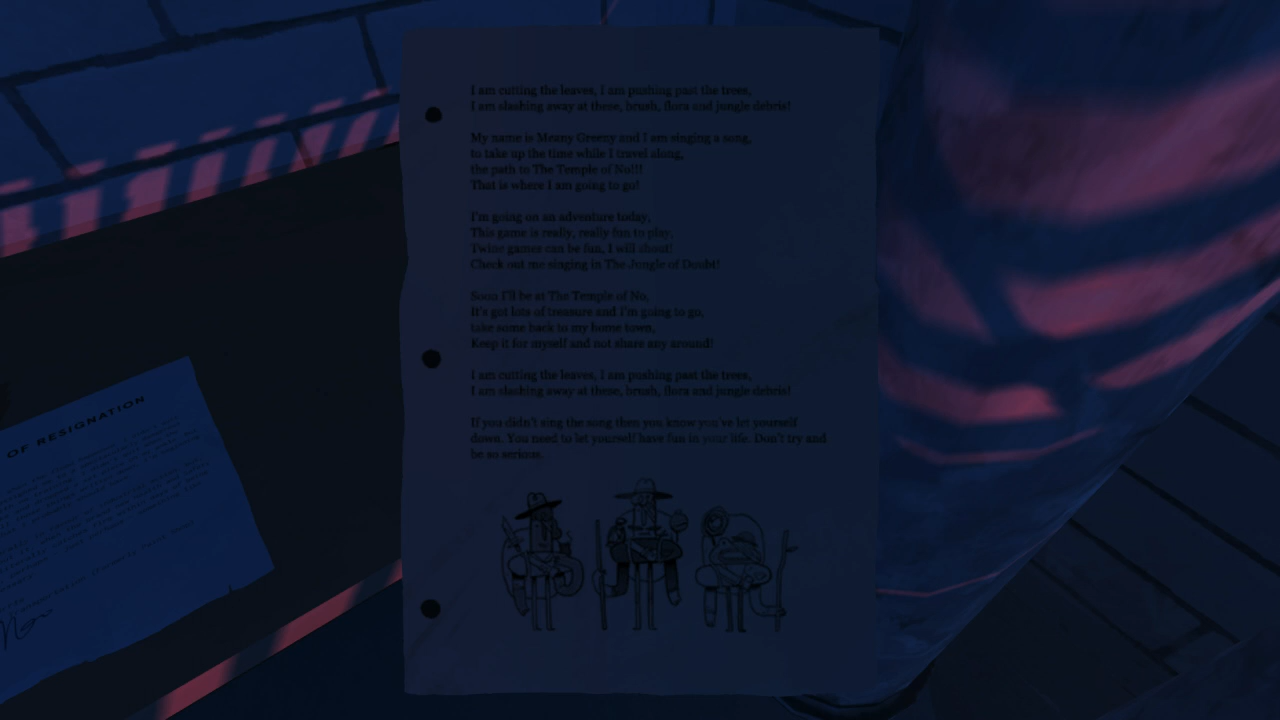 I am cutting the leaves, I am pushing past the trees,
I am slashing away at these, brush, flora and jungle debris!
My name is Meany Greeny and I am singing a song,
to take up the time while I travel along,
the path to The Temple of No!!!
That is where I am going to go!
I'm going on an adventure today,
This game is really, really fun to play.
Twine games can be fun, I will shout!
Check out me singing in The Jungle of Doubt!
Soon I'll be at The Temple of No,
It's got lots of treasure and I'm going to go,
take some back to my home town,
Keep it for myself and not share any around!
I am cutting the leaves, I am pushing past the trees,
I am slashing away at these, brush, flora and jungle debris!
If you didn't sing the song then you know you've let yourself
down. You need to let yourself have fun in your life. Don't try and
be so serious.
OF RESIGNATION